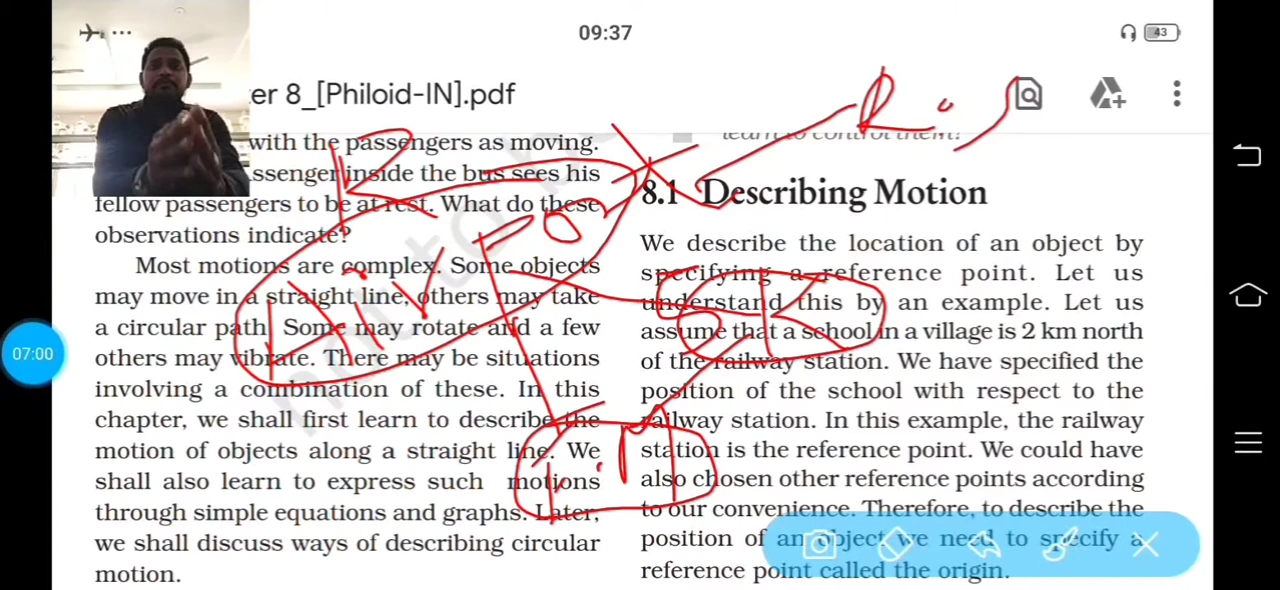 09:37
43
er 8_[Philoid-IN].pdf
with the passengers as moving.
ssenger inside the bus sees his
fellow passengers to be at rest. What do these
observations indicate?
Most motions are complex. Some objects
may move in a straight line, others may take
a circular path. Some may rotate and a few
others may vibrate. There may be situations
involving a combination of these. In this
chapter, we shall first learn to describe the
motion of objects along a straight line. We
shall also learn to express such motions
through simple equations and graphs. Later,
we shall discuss ways of describing circular
motion.
07:00
learn to control them?
8.1 Describing Motion
We describe the location of an object by
specifying a reference point. Let us
understand this by an example. Let us
assume that a school in a village is 2 km north
of the railway station. We have specified the
position of the school with respect to the
railway station. In this example, the railway
station is the reference point. We could have
also chosen other reference points according
to our convenience. Therefore, to describe the
position of an object we need to specify a
reference point called the origin.